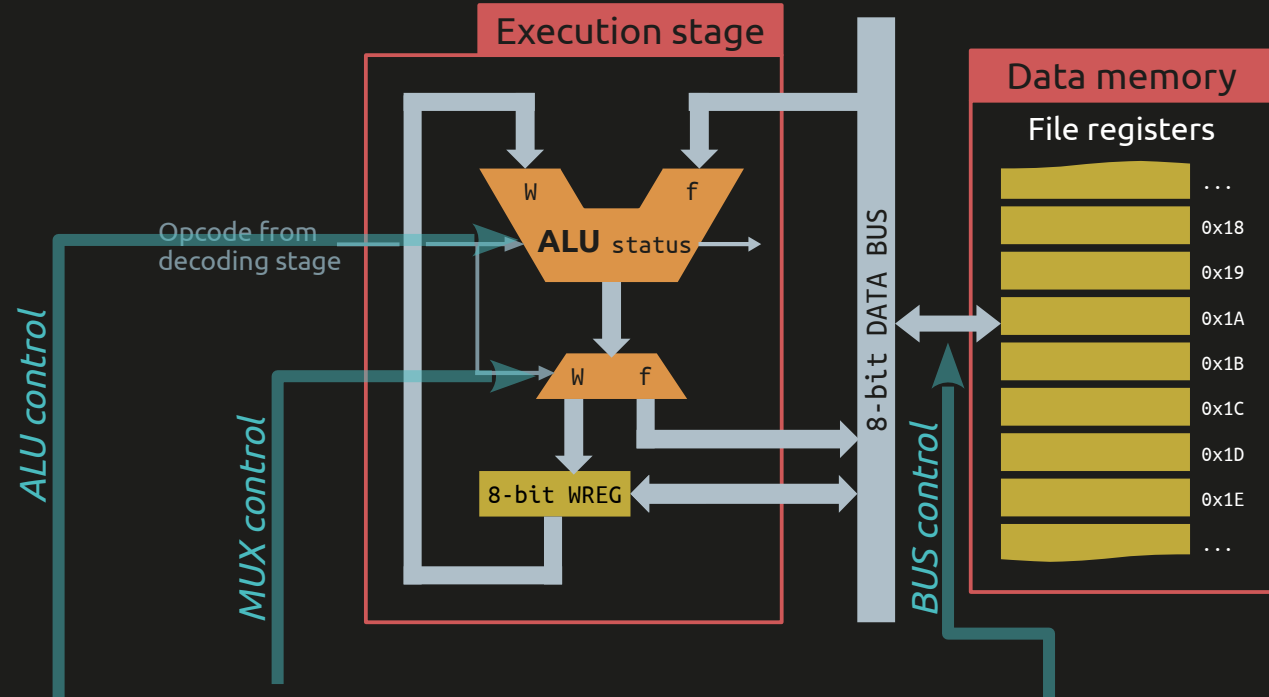 Execution stage
Data memory
File registers
W
f
...
Opcode from
decoding stage
ALU status
0x18
0x19
0x1A
0x1B
0x1C
0x1D
0x1E
...
8-bit DATA BUS
W
f
8-bit WREG
ALU control
MUX control
BUS control